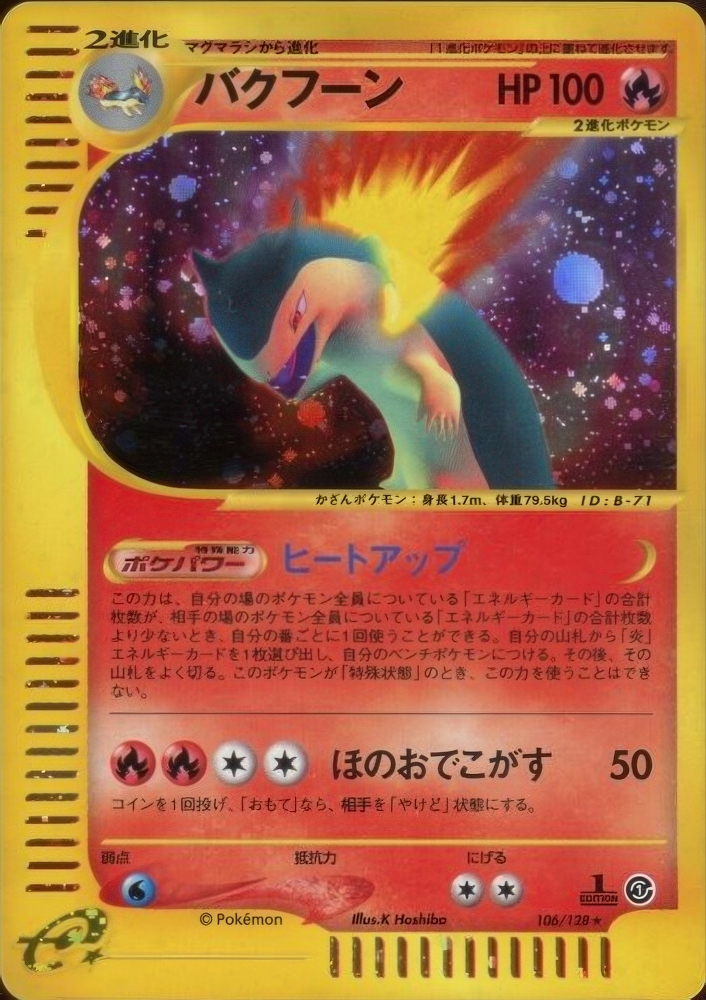 2進化
マグマラシから進化
「1進化ポケモン」の上に重ねて進化させます
バクフーン
HP 100
2進化ポケモン
かざんポケモン：身長1.7m、体重79.5kg ID:B-71
特殊能力
ポケパワー
ヒートアップ
この力は、自分の場のポケモン全員についている「エネルギーカード」の合計
枚数が、相手の場のポケモン全員についている「エネルギーカード」の合計枚数
より少ないとき、自分の番ごとに1回使うことができる。自分の山札から「炎」
エネルギーカードを1枚選び出し、自分のベンチポケモンにつける。その後、その
山札をよく切る。このポケモンが「特殊状態」のとき、この力を使うことはでき
ない。
ほのおでこがす 50
コインを1回投げ、「おもて」なら、相手を「やけど」状態にする。
弱点 抵抗力 にげる
1 EDITION
© Pokémon Illus.K Hoshiba 106/128★
e